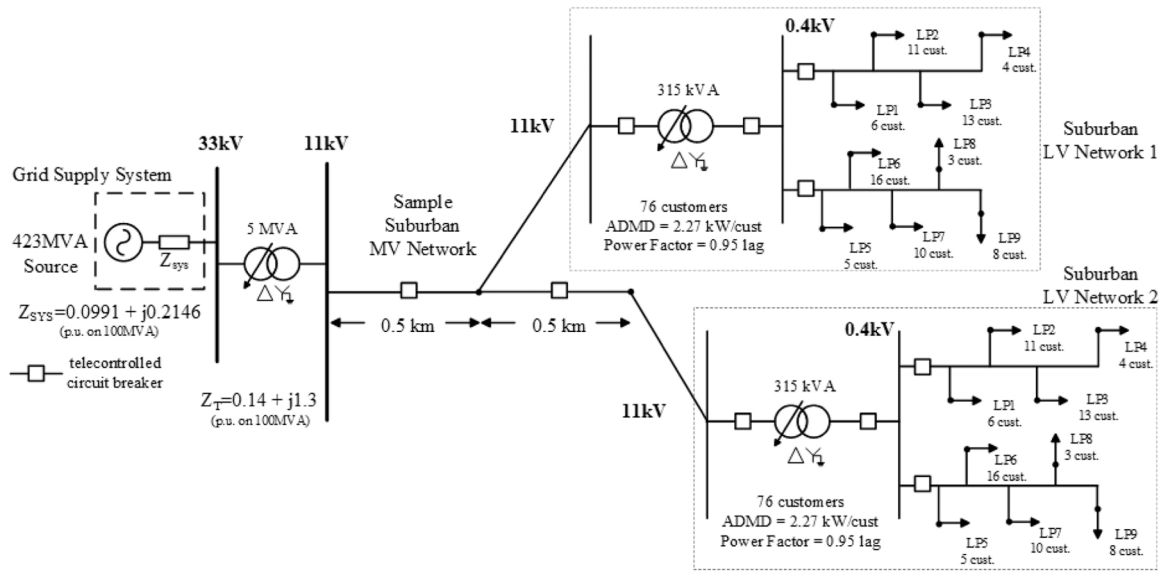 Grid Supply System
423MVA
Source
Zsys
ZSYS=0.0991 + j0.2146
(p.u. on 100MVA)
telecontrolled
circuit breaker
33kV
5 MVA
ΔY
ZT=0.14 + j1.3
(p.u. on 100MVA)
11kV
Sample
Suburban
MV Network
0.5 km
0.5 km
11kV
315 kVA
ΔY
76 customers
ADMD = 2.27 kW/cust
Power Factor = 0.95 lag
0.4kV
LP2
11 cust.
LP4
4 cust.
LP1
6 cust.
LP3
13 cust.
LP8
3 cust.
LP6
16 cust.
LP5
5 cust.
LP7
10 cust.
LP9
8 cust.
Suburban
LV Network 1
Suburban
LV Network 2
11kV
315 kVA
ΔY
76 customers
ADMD = 2.27 kW/cust
Power Factor = 0.95 lag
0.4kV
LP2
11 cust.
LP4
4 cust.
LP1
6 cust.
LP3
13 cust.
LP8
3 cust.
LP6
16 cust.
LP5
5 cust.
LP7
10 cust.
LP9
8 cust.